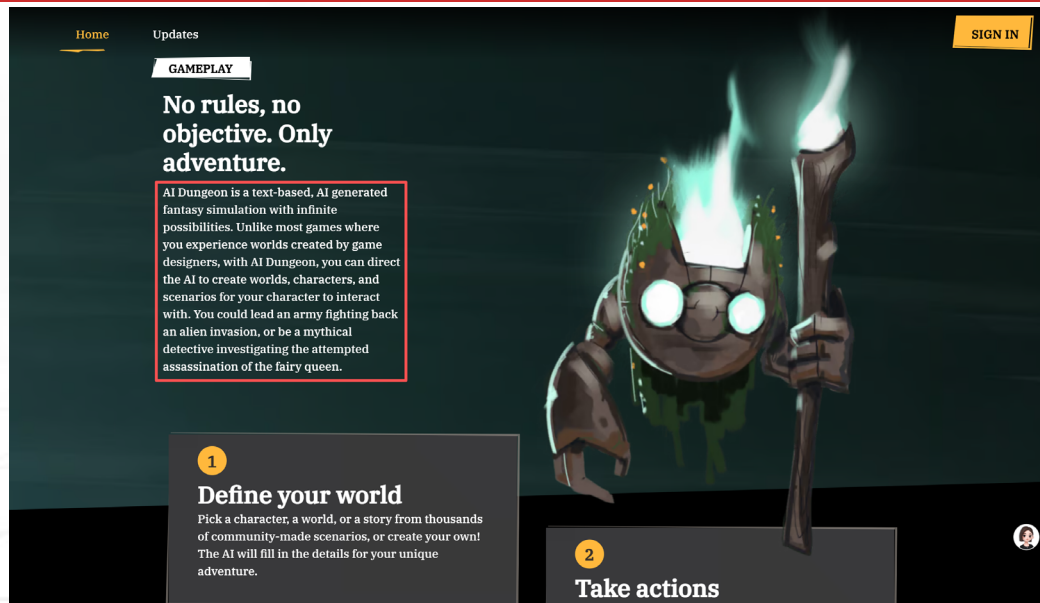 Home
Updates
SIGN IN
GAMEPLAY
No rules, no
objective. Only
adventure.
AI Dungeon is a text-based, AI generated
fantasy simulation with infinite
possibilities. Unlike most games where
you experience worlds created by game
designers, with AI Dungeon, you can direct
the AI to create worlds, characters, and
scenarios for your character to interact
with. You could lead an army fighting back
an alien invasion, or be a mythical
detective investigating the attempted
assassination of the fairy queen.
1
Define your world
Pick a character, a world, or a story from thousands
of community-made scenarios, or create your own!
The AI will fill in the details for your unique
adventure.
2
Take actions